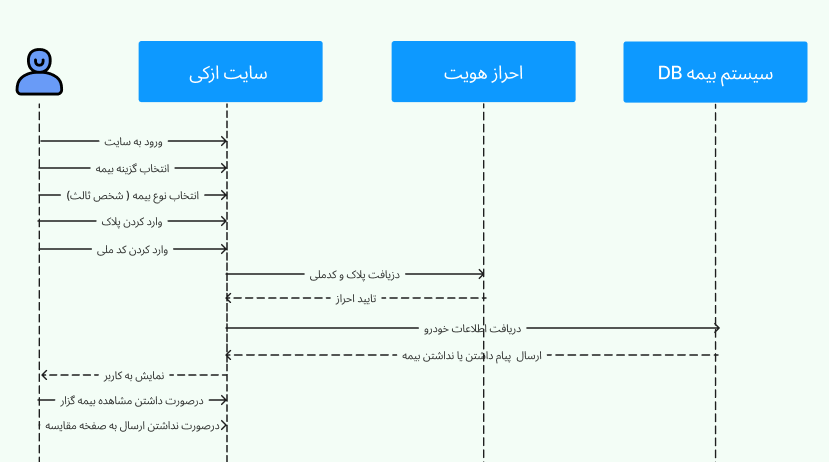 سایت ازکی
احراز هویت
سیستم بیمه DB
ورود به سایت
انتخاب گزینه بیمه
انتخاب نوع بیمه ( شخص ثالث)
وارد کردن پلاک
وارد کردن کد ملی
دزیافت پلاک و کدملی
تایید احراز
دریافت اطلاعات خودرو
ارسال پیام داشتن یا نداشتن بیمه
نمایش به کاربر
درصورت داشتن مشاهده بیمه گزار
درصورت نداشتن ارسال به صفخه مقایسه